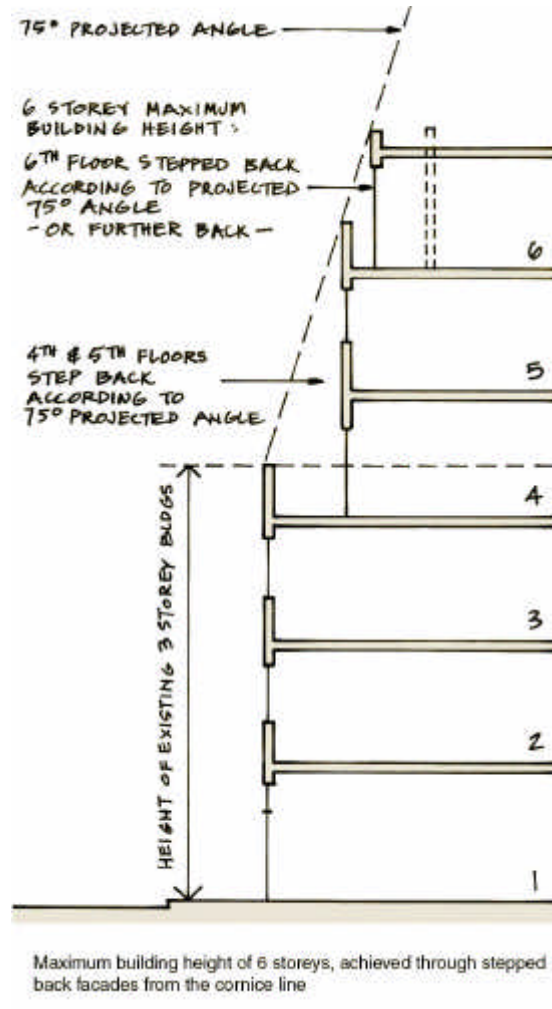 75° PROJECTED ANGLE
6 STOREY MAXIMUM
BUILDING HEIGHT:
6TH FLOOR STEPPED BACK
ACCORDING TO PROJECTED
75° ANGLE
- OR FURTHER BACK -
6
5
4TH & 5TH FLOORS
STEP BACK
ACCORDING TO
75° PROJECTED ANGLE
4
3
2
1
HEIGHT OF EXISTING 3 STOREY BLDGS
Maximum building height of 6 storeys, achieved through stepped
back facades from the cornice line